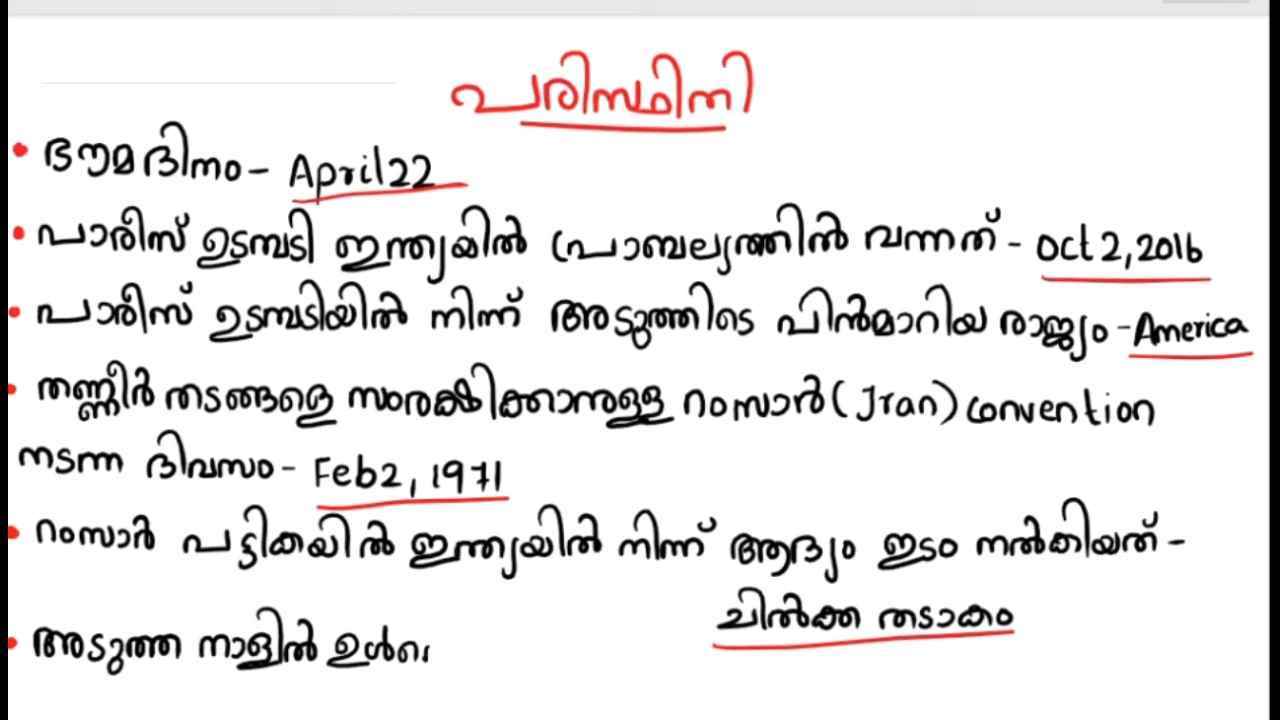 പരിസ്ഥിതി
• ഭൗമദിനം - April 22
• പാരീസ് ഉടമ്പടി ഇന്ത്യയിൽ പ്രാബല്യത്തിൽ വന്നത് - Oct 2, 2016
• പാരീസ് ഉടമ്പടിയിൽ നിന്ന് അടുത്തിടെ പിൻമാറിയ രാജ്യം - America
• തണ്ണീർ തടങ്ങളെ സംരക്ഷിക്കാനുള്ള റംസാർ (Iran) convention
നടന്ന ദിവസം - Feb 2, 1971
• റംസാർ പട്ടികയിൽ ഇന്ത്യയിൽ നിന്ന് ആദ്യം ഇടം നൽകിയത് -
ചിൽക്ക തടാകം
• അടുത്ത നാളിൽ